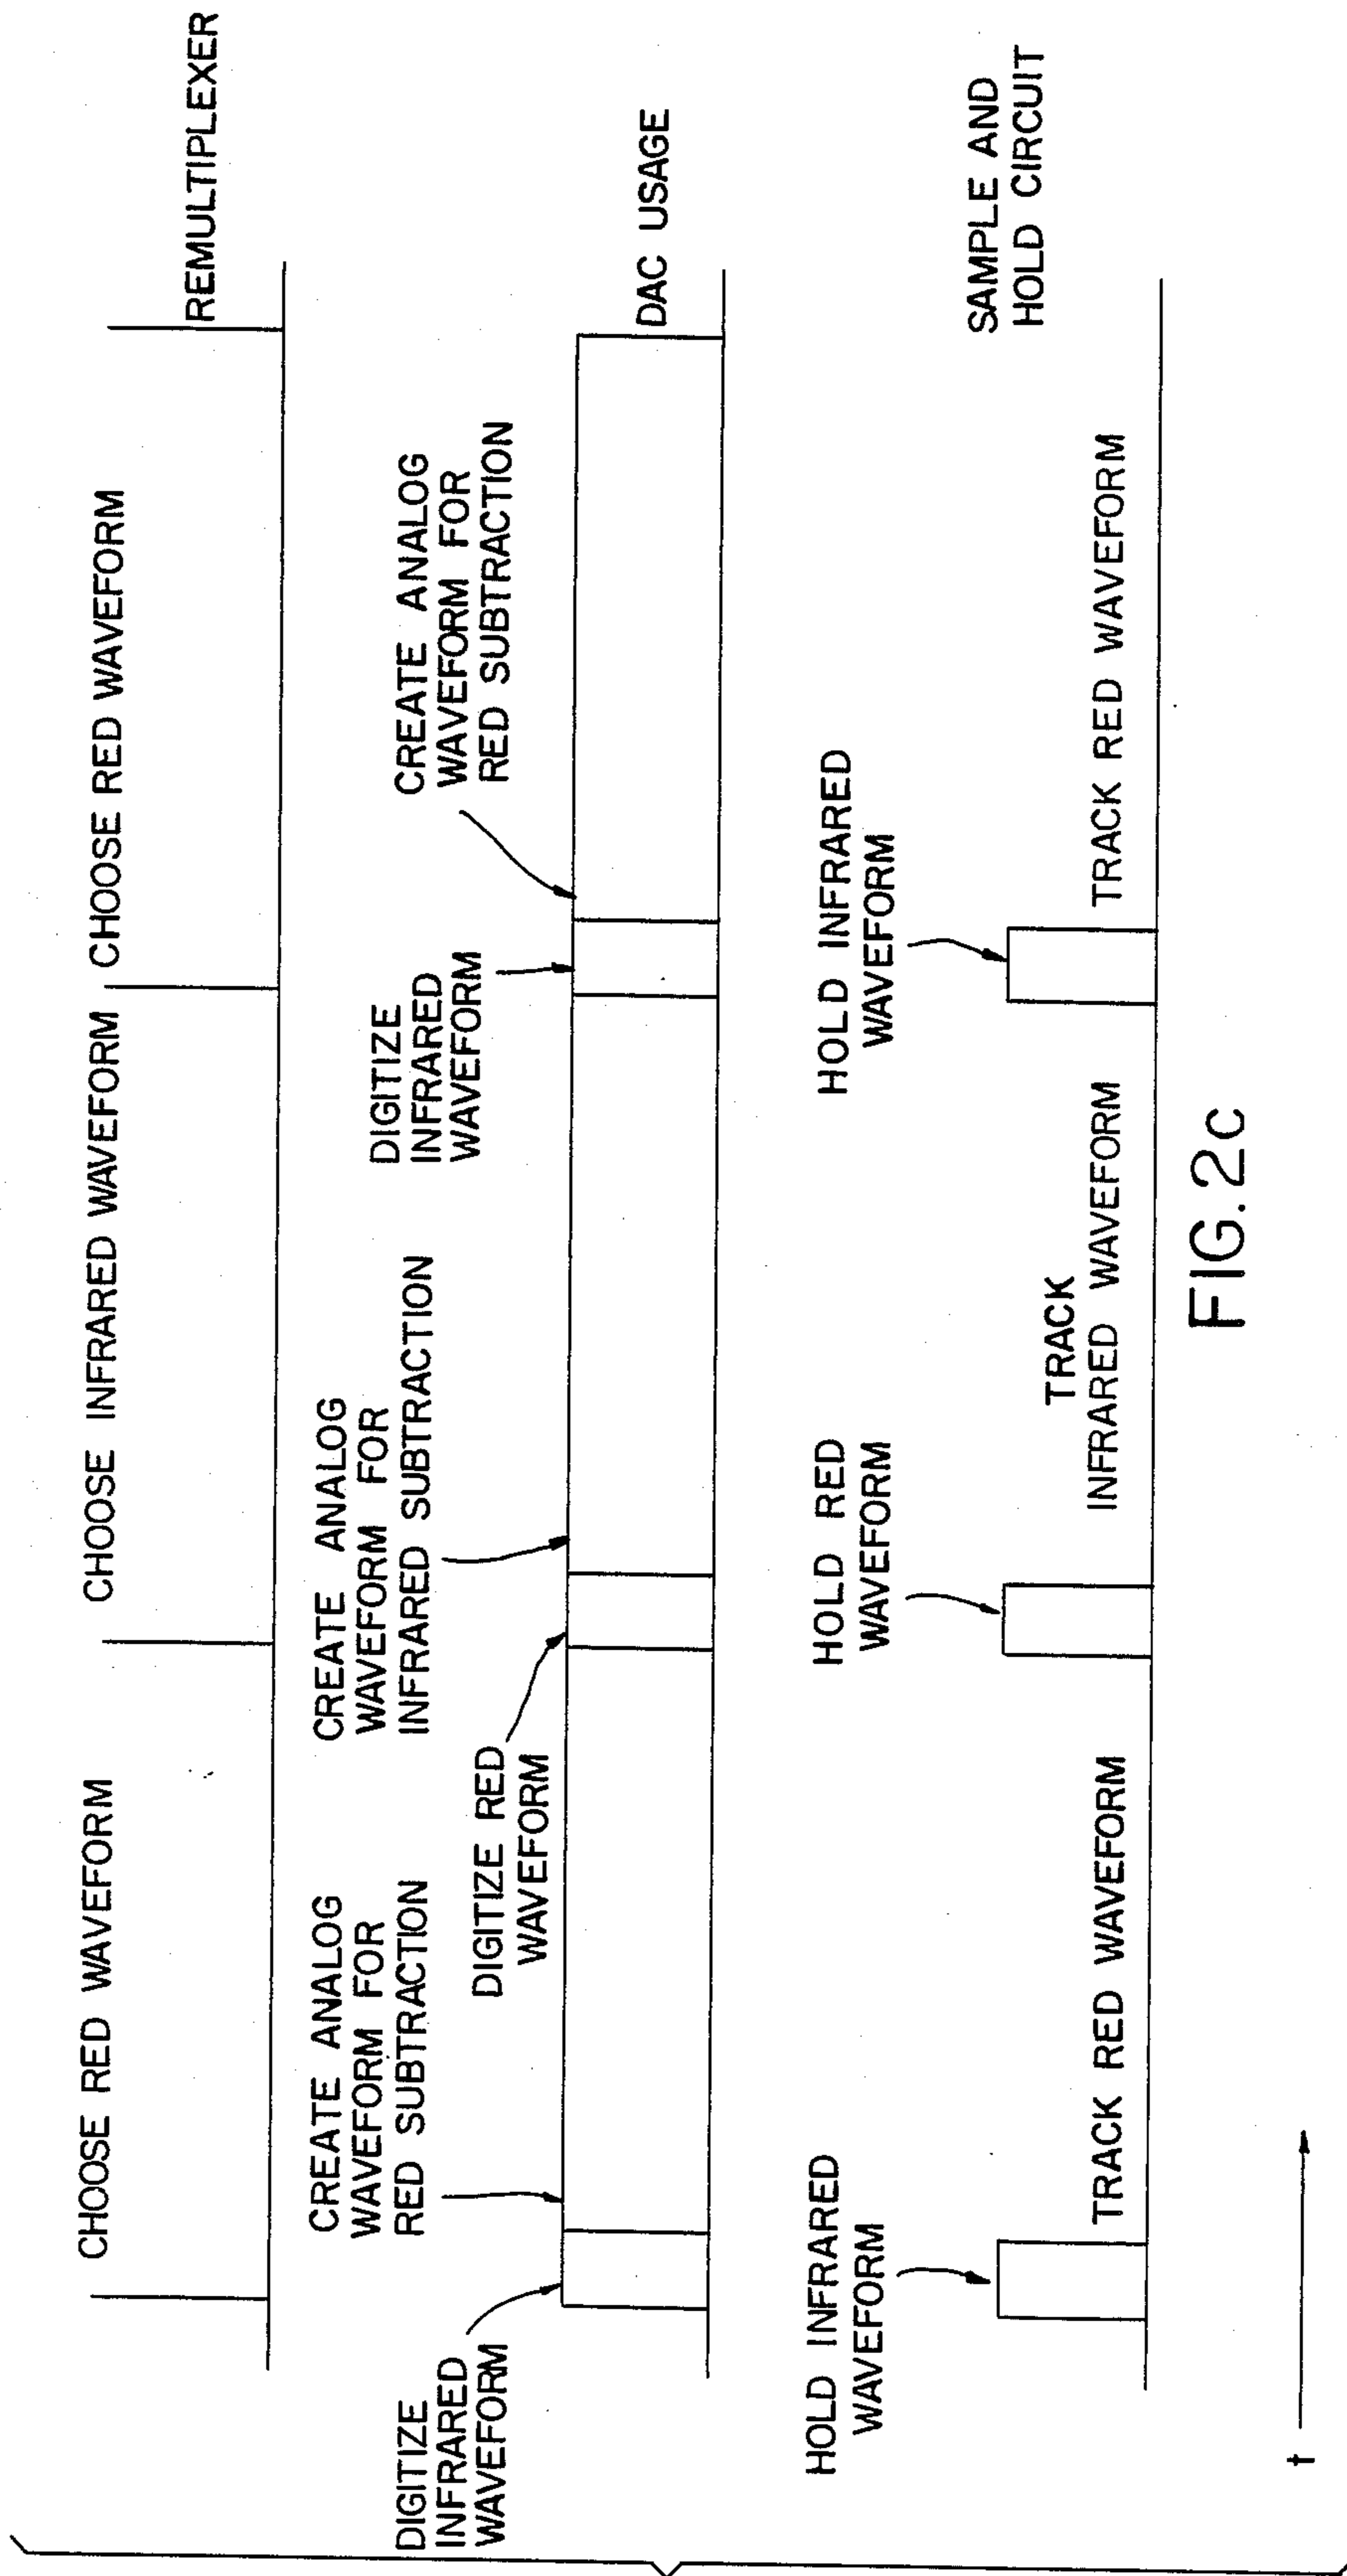 CHOOSE RED WAVEFORM
CHOOSE INFRARED WAVEFORM
CHOOSE RED WAVEFORM
REMULTIPLEXER
DIGITIZE
INFRARED
WAVEFORM
CREATE ANALOG
WAVEFORM FOR
RED SUBTRACTION
DIGITIZE RED
WAVEFORM
CREATE ANALOG
WAVEFORM FOR
INFRARED SUBTRACTION
DIGITIZE
INFRARED
WAVEFORM
CREATE ANALOG
WAVEFORM FOR
RED SUBTRACTION
DAC USAGE
HOLD INFRARED
WAVEFORM
TRACK RED WAVEFORM
HOLD RED
WAVEFORM
TRACK
INFRARED WAVEFORM
HOLD INFRARED
WAVEFORM
TRACK RED WAVEFORM
SAMPLE AND
HOLD CIRCUIT
t
FIG. 2c